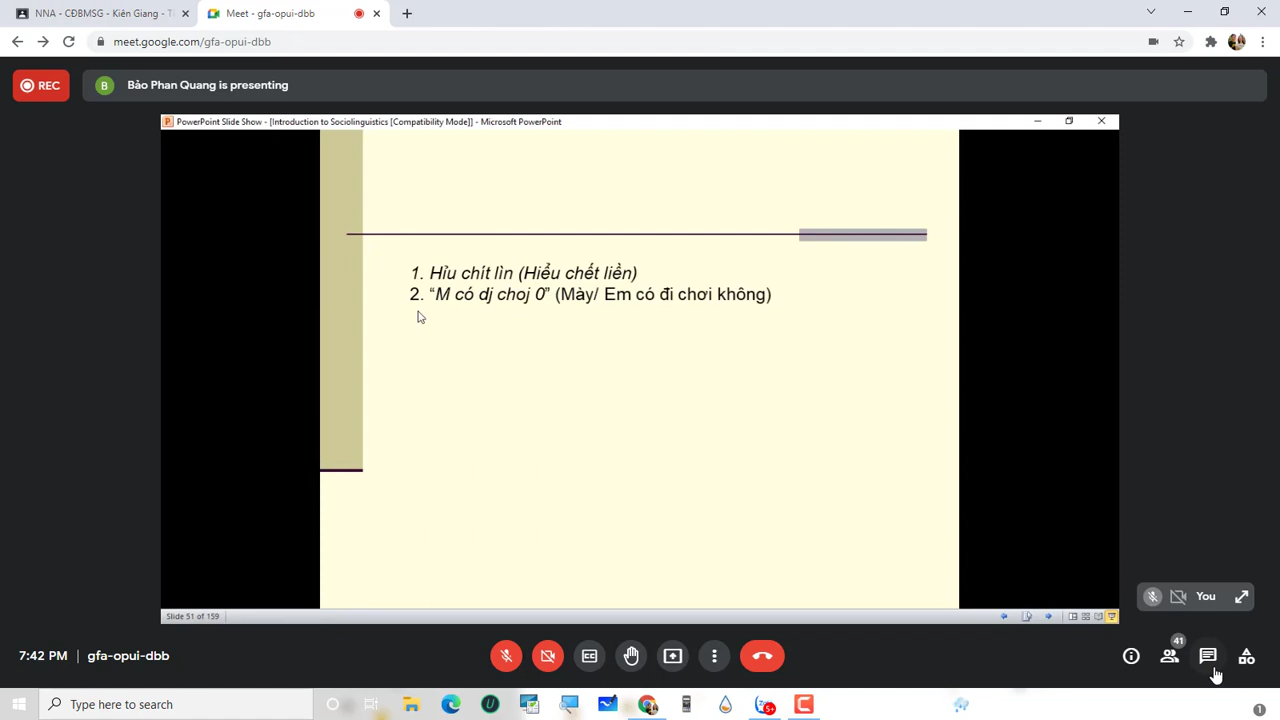 NNA - CĐBMSG - Kiên Giang - T
Meet - gfa-opui-dbb
meet.google.com/gfa-opui-dbb
REC
B
Bảo Phan Quang is presenting
PowerPoint Slide Show - [Introduction to Sociolinguistics [Compatibility Mode]] - Microsoft PowerPoint
1. Hỉu chít lìn (Hiểu chết liền)
2. “M có dj choj 0” (Mày/ Em có đi chơi không)
Slide 51 of 159
You
7:42 PM
gfa-opui-dbb
41
Type here to search
5+
1